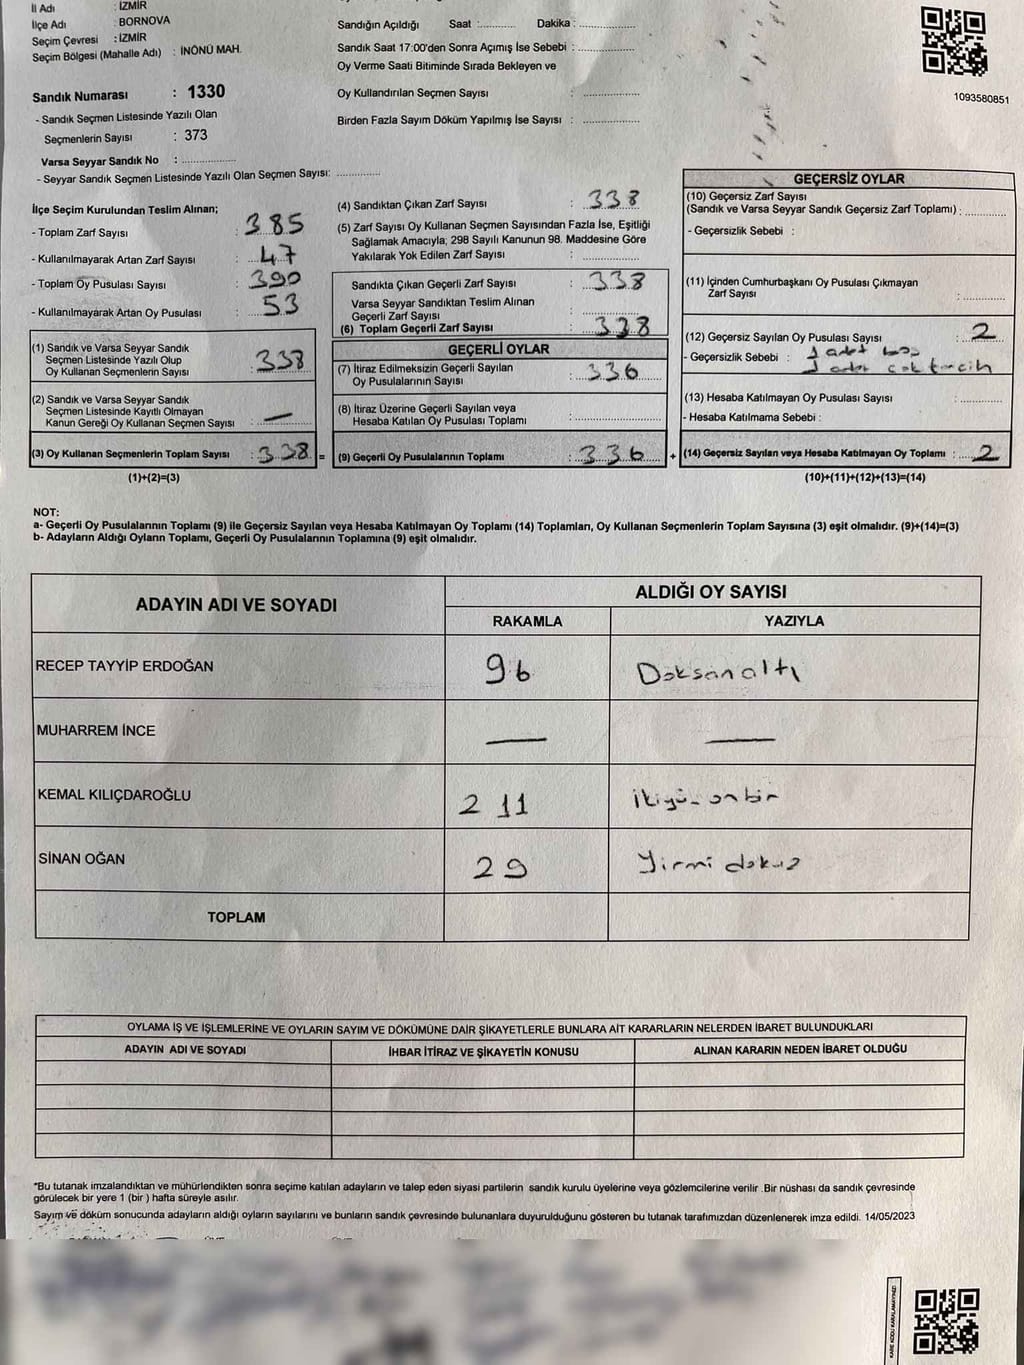 İl Adı : İZMİR
İlçe Adı : BORNOVA
Seçim Çevresi : İZMİR
Seçim Bölgesi (Mahalle Adı) : İNÖNÜ MAH.
Sandık Numarası : 1330
- Sandık Seçmen Listesinde Yazılı Olan
Seçmenlerin Sayısı : 373
Varsa Seyyar Sandık No : ................
- Seyyar Sandık Seçmen Listesinde Yazılı Olan Seçmen Sayısı: .............
Sandığın Açıldığı Saat :.......... Dakika :................
Sandık Saat 17:00'den Sonra Açımış İse Sebebi : ................
Oy Verme Saati Bitiminde Sırada Bekleyen ve
Oy Kullandırılan Seçmen Sayısı : ................
Birden Fazla Sayım Döküm Yapılmış İse Sayısı : ................
1093580851
İlçe Seçim Kurulundan Teslim Alınan;
- Toplam Zarf Sayısı : 385
- Kullanılmayarak Artan Zarf Sayısı : 47
- Toplam Oy Pusulası Sayısı : 390
- Kullanılmayarak Artan Oy Pusulası : 53
(1) Sandık ve Varsa Seyyar Sandık
Seçmen Listesinde Yazılı Olup
Oy Kullanan Seçmenlerin Sayısı : 338
(2) Sandık ve Varsa Seyyar Sandık
Seçmen Listesinde Kayıtlı Olmayan
Kanun Gereği Oy Kullanan Seçmen Sayısı : —
(3) Oy Kullanan Seçmenlerin Toplam Sayısı : 338 =
(1)+(2)=(3)
(4) Sandıktan Çıkan Zarf Sayısı : 338
(5) Zarf Sayısı Oy Kullanan Seçmen Sayısından Fazla İse, Eşitliği
Sağlamak Amacıyla; 298 Sayılı Kanunun 98. Maddesine Göre
Yakılarak Yok Edilen Zarf Sayısı : ................
Sandıkta Çıkan Geçerli Zarf Sayısı : 338
Varsa Seyyar Sandıktan Teslim Alınan
Geçerli Zarf Sayısı : ................
(6) Toplam Geçerli Zarf Sayısı : 338
GEÇERLİ OYLAR
(7) İtiraz Edilmeksizin Geçerli Sayılan
Oy Pusulalarının Sayısı : 336
(8) İtiraz Üzerine Geçerli Sayılan veya
Hesaba Katılan Oy Pusulası Toplamı : ................
(9) Geçerli Oy Pusulalarının Toplamı : 336 +
GEÇERSİZ OYLAR
(10) Geçersiz Zarf Sayısı
(Sandık ve Varsa Seyyar Sandık Geçersiz Zarf Toplamı) : ............
- Geçersizlik Sebebi :
(11) İçinden Cumhurbaşkanı Oy Pusulası Çıkmayan
Zarf Sayısı : ............
(12) Geçersiz Sayılan Oy Pusulası Sayısı : 2
- Geçersizlik Sebebi : 1 adet boş
1 adet çok tercih
(13) Hesaba Katılmayan Oy Pusulası Sayısı : ............
- Hesaba Katılmama Sebebi :
(14) Geçersiz Sayılan veya Hesaba Katılmayan Oy Toplamı : 2
(10)+(11)+(12)+(13)=(14)
NOT:
a- Geçerli Oy Pusulalarının Toplamı (9) ile Geçersiz Sayılan veya Hesaba Katılmayan Oy Toplamı (14) Toplamları, Oy Kullanan Seçmenlerin Toplam Sayısına (3) eşit olmalıdır. (9)+(14)=(3)
b- Adayların Aldığı Oyların Toplamı, Geçerli Oy Pusulalarının Toplamına (9) eşit olmalıdır.
ADAYIN ADI VE SOYADI ALDIĞI OY SAYISI
RAKAMLA YAZIYLA
RECEP TAYYİP ERDOĞAN 96 Doksan altı
MUHARREM İNCE — —
KEMAL KILIÇDAROĞLU 211 ikiyüz onbir
SİNAN OĞAN 29 Yirmi dokuz
TOPLAM
OYLAMA İŞ VE İŞLEMLERİNE VE OYLARIN SAYIM VE DÖKÜMÜNE DAİR ŞİKAYETLERLE BUNLARA AİT KARARLARIN NELERDEN İBARET BULUNDUKLARI
ADAYIN ADI VE SOYADI İHBAR İTİRAZ VE ŞİKAYETİN KONUSU ALINAN KARARIN NEDEN İBARET OLDUĞU
*Bu tutanak imzalandıktan ve mühürlendikten sonra seçime katılan adayların ve talep eden siyasi partilerin sandık kurulu üyelerine veya gözlemcilerine verilir .Bir nüshası da sandık çevresinde
görülecek bir yere 1 (bir ) hafta süreyle asılır.
Sayım ve döküm sonucunda adayların aldığı oyların sayılarını ve bunların sandık çevresinde bulunanlara duyurulduğunu gösteren bu tutanak tarafımızdan düzenlenerek imza edildi. 14/05/2023
KARE KODU KARALAMAYINIZ!